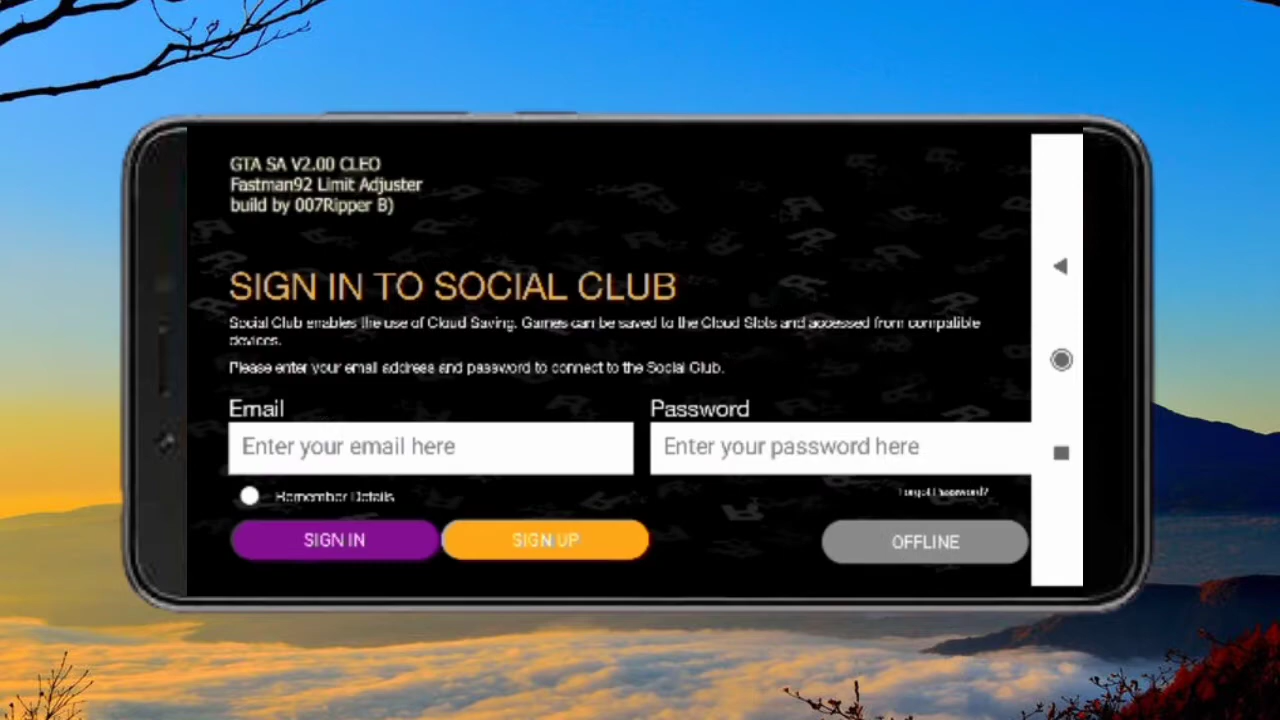 GTA SA V2.00 CLEO
Fastman92 Limit Adjuster
build by 007Ripper B)
SIGN IN TO SOCIAL CLUB
Social Club enables the use of Cloud Saving. Games can be saved to the Cloud Slots and accessed from compatible
devices.
Please enter your email address and password to connect to the Social Club.
Email
Password
Enter your email here
Enter your password here
Remember Details
Forgot Password?
SIGN IN
SIGN UP
OFFLINE